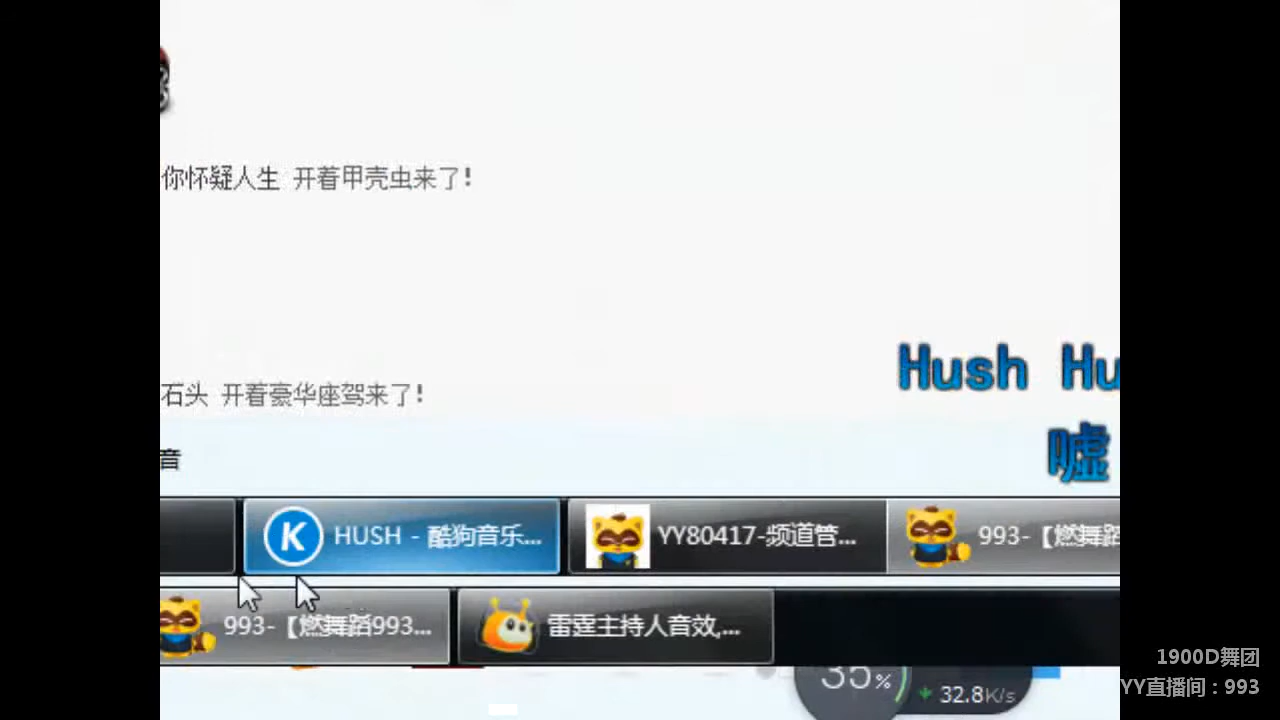 你怀疑人生 开着甲壳虫来了!
石头 开着豪华座驾来了!
Hush Hu
嘘
音
HUSH - 酷狗音乐...
YY80417-频道管...
993-【燃舞蹈
993-【燃舞蹈993...
雷霆主持人音效,...
35%
32.8K/s
1900D舞团
YY直播间：993